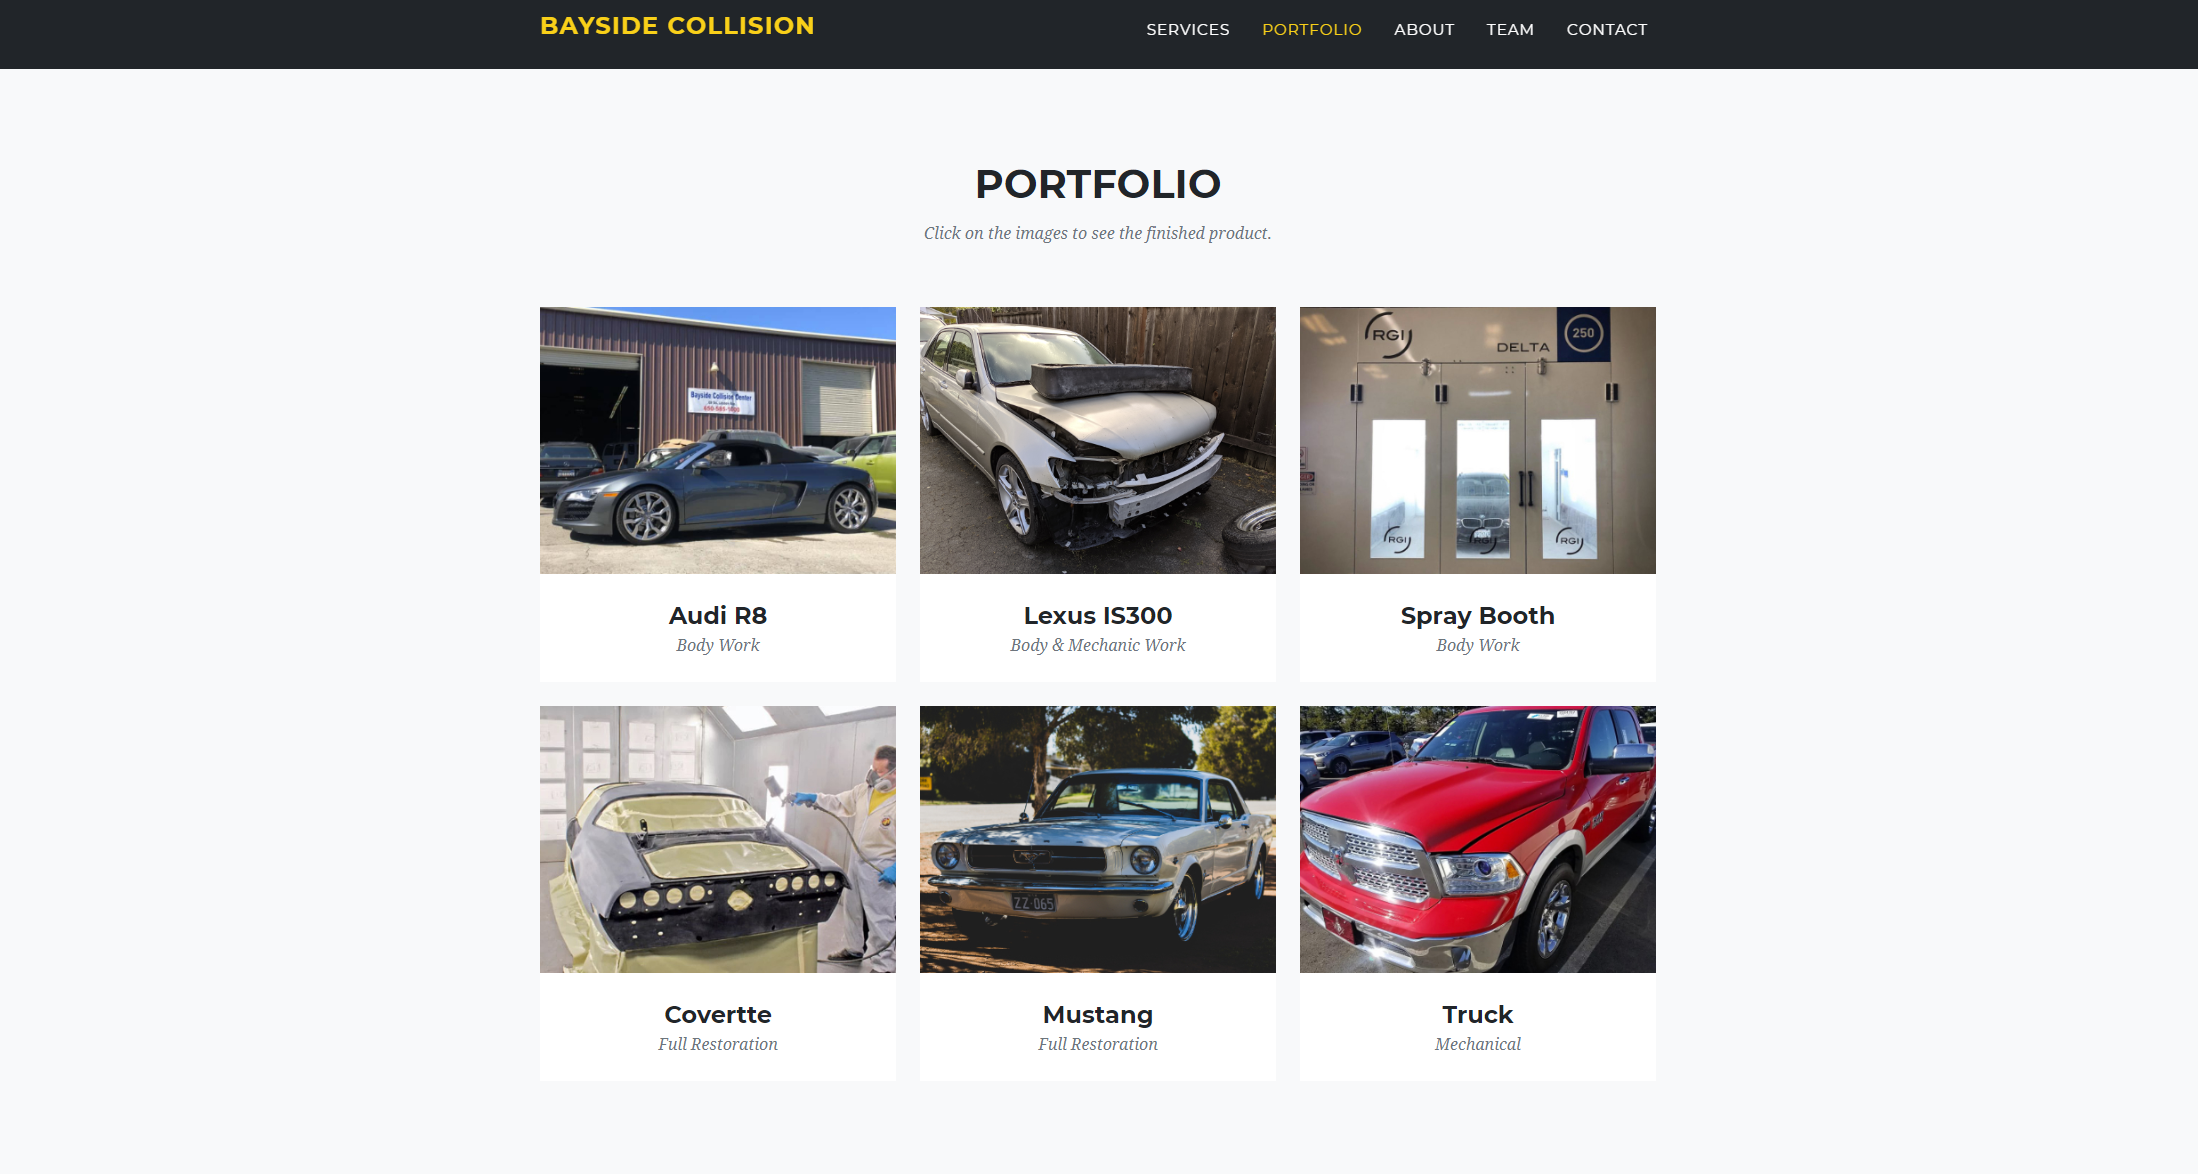 BAYSIDE COLLISION
SERVICES PORTFOLIO ABOUT TEAM CONTACT
PORTFOLIO
Click on the images to see the finished product.
Bayside Collision Center
RGI
DELTA
250
RGI
RGI
RGI
Audi R8
Body Work
Lexus IS300
Body & Mechanic Work
Spray Booth
Body Work
ZZ·065
Covertte
Full Restoration
Mustang
Full Restoration
Truck
Mechanical